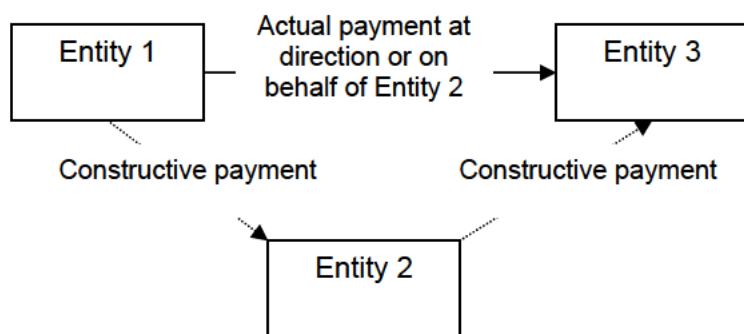 Entity 1
Actual payment at
direction or on
behalf of Entity 2
Entity 3
Constructive payment
Constructive payment
Entity 2